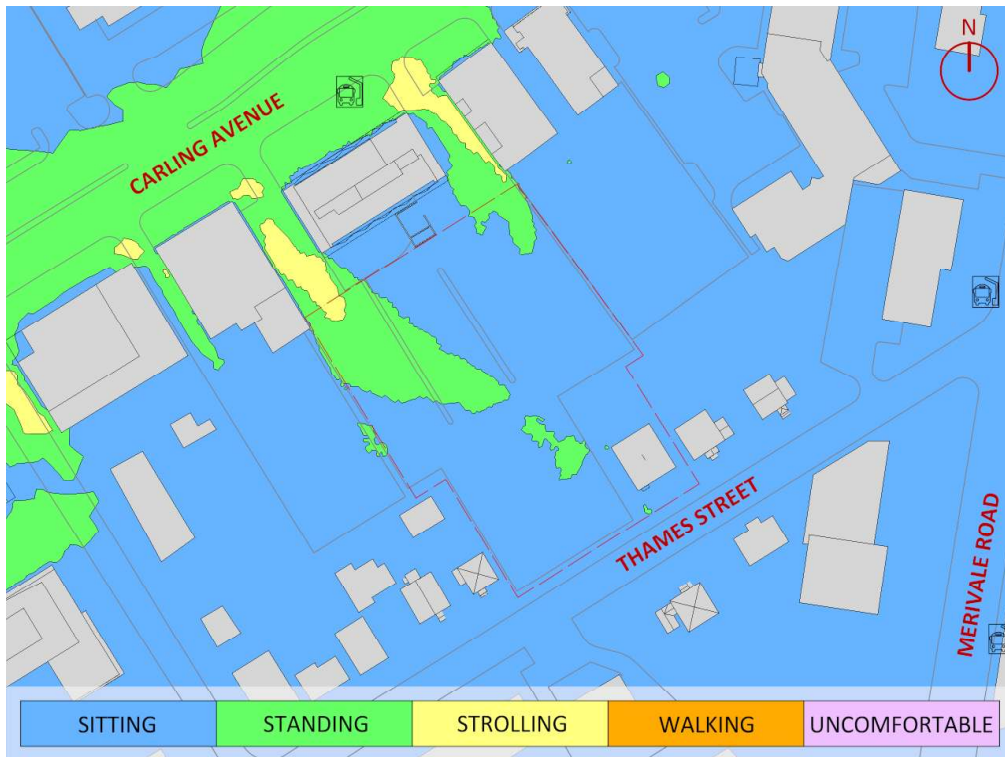 N
CARLING AVENUE
THAMES STREET
MERIVALE ROAD
SITTING
STANDING
STROLLING
WALKING
UNCOMFORTABLE